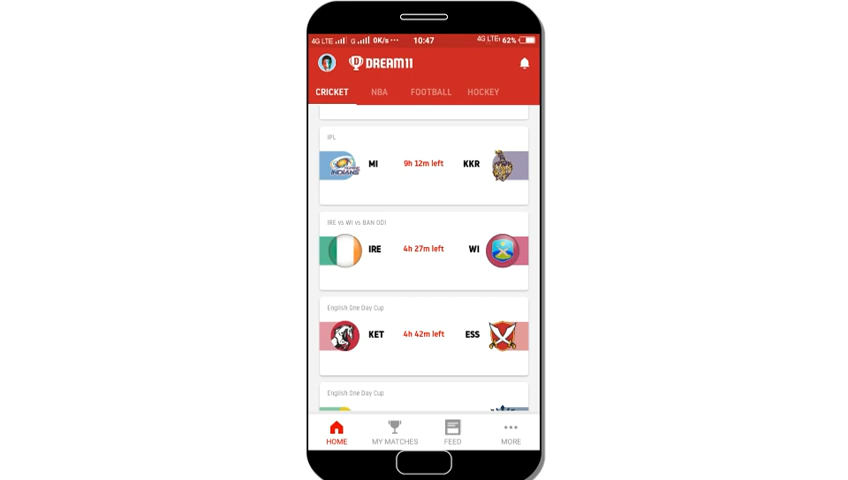 4G LTE G 0K/s ••• 10:47 4G LTE 62%
DREAM11
CRICKET NBA FOOTBALL HOCKEY
IPL
MI 9h 12m left KKR
INDIANS
IRE vs WI vs BAN ODI
IRE 4h 27m left WI
English One Day Cup
KET 4h 42m left ESS
English One Day Cup
HOME MY MATCHES FEED MORE